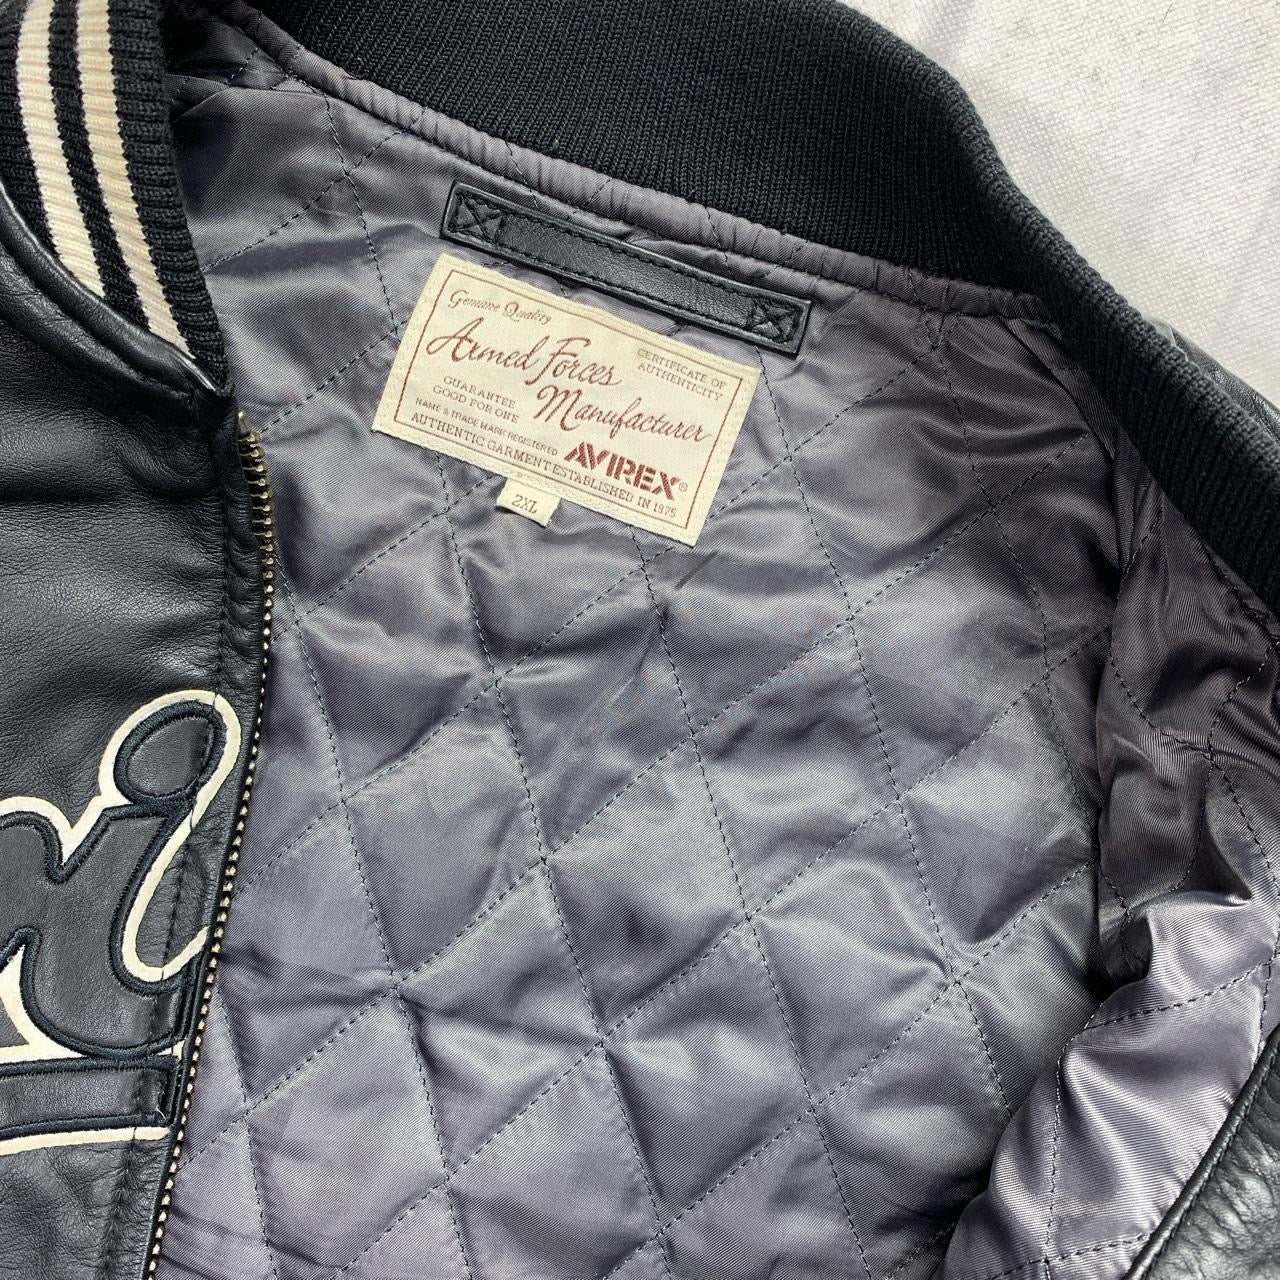 Genuine Quality
Armed Forces
Manufacturer
CERTIFICATE OF
AUTHENTICITY
GUARANTEE
GOOD FOR ONE
NAME & TRADE MARK REGISTERED
AVIREX®
AUTHENTIC GARMENT ESTABLISHED IN 1975
2XL